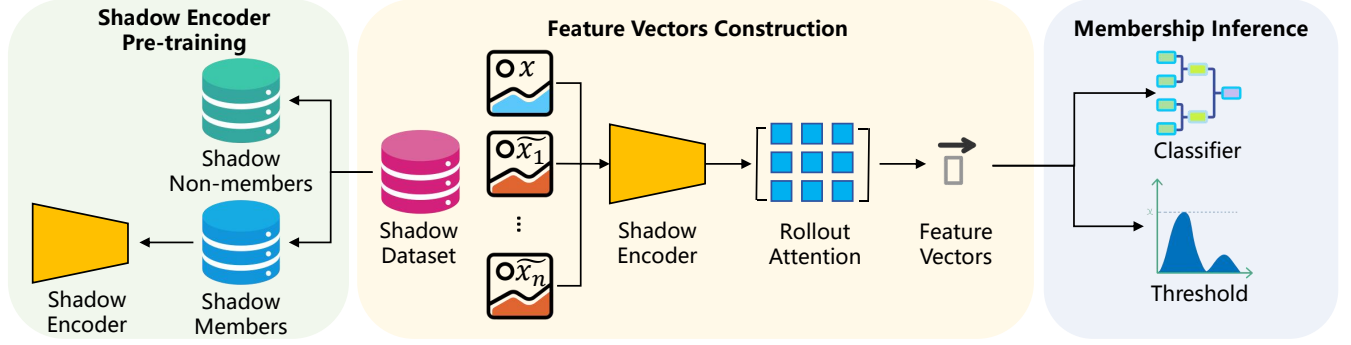 Shadow Encoder
Pre-training
Shadow
Non-members
Shadow
Encoder
Shadow
Members
Feature Vectors Construction
Shadow
Dataset
x
x̃₁
⋮
x̃ₙ
Shadow
Encoder
Rollout
Attention
Feature
Vectors
Membership Inference
Classifier
X
Threshold